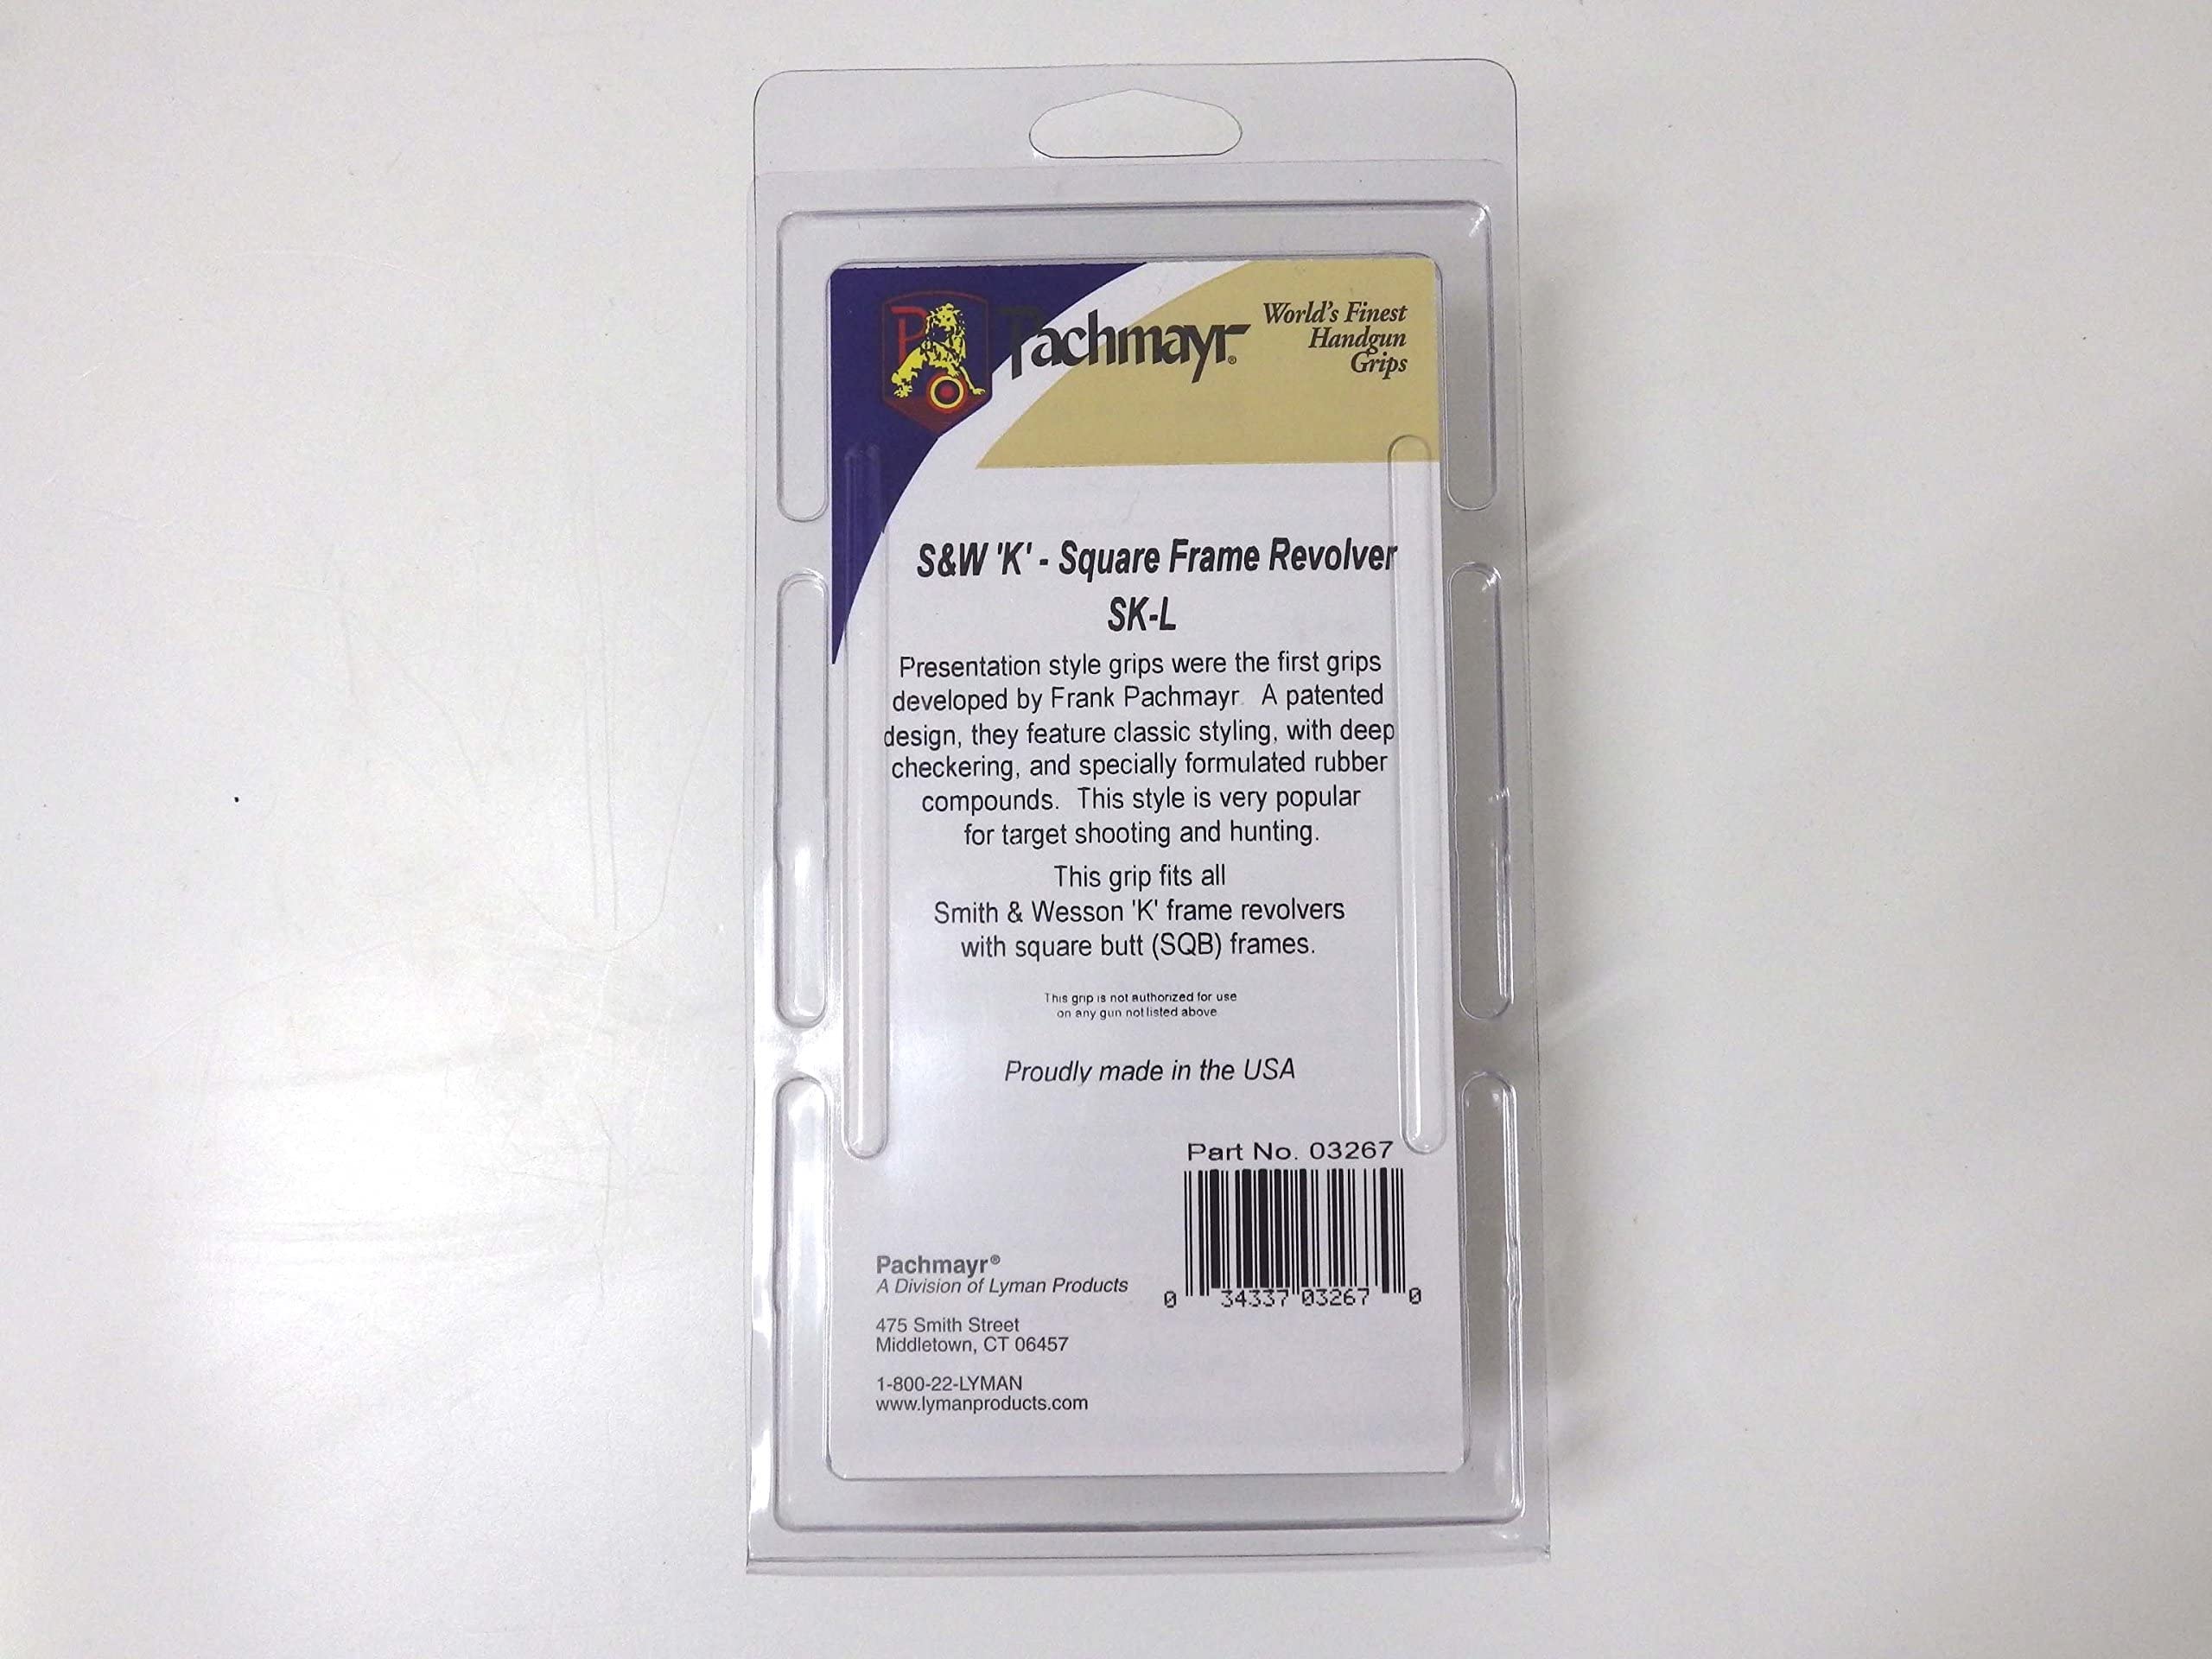 P
Pachmayr®
World's Finest
Handgun
Grips
S&W 'K' - Square Frame Revolver
SK-L
Presentation style grips were the first grips
developed by Frank Pachmayr. A patented
design, they feature classic styling, with deep
checkering, and specially formulated rubber
compounds. This style is very popular
for target shooting and hunting.
This grip fits all
Smith & Wesson 'K' frame revolvers
with square butt (SQB) frames.
This grip is not authorized for use
on any gun not listed above
Proudly made in the USA
Part No. 03267
0 34337 03267 0
Pachmayr®
A Division of Lyman Products
475 Smith Street
Middletown, CT 06457
1-800-22-LYMAN
www.lymanproducts.com